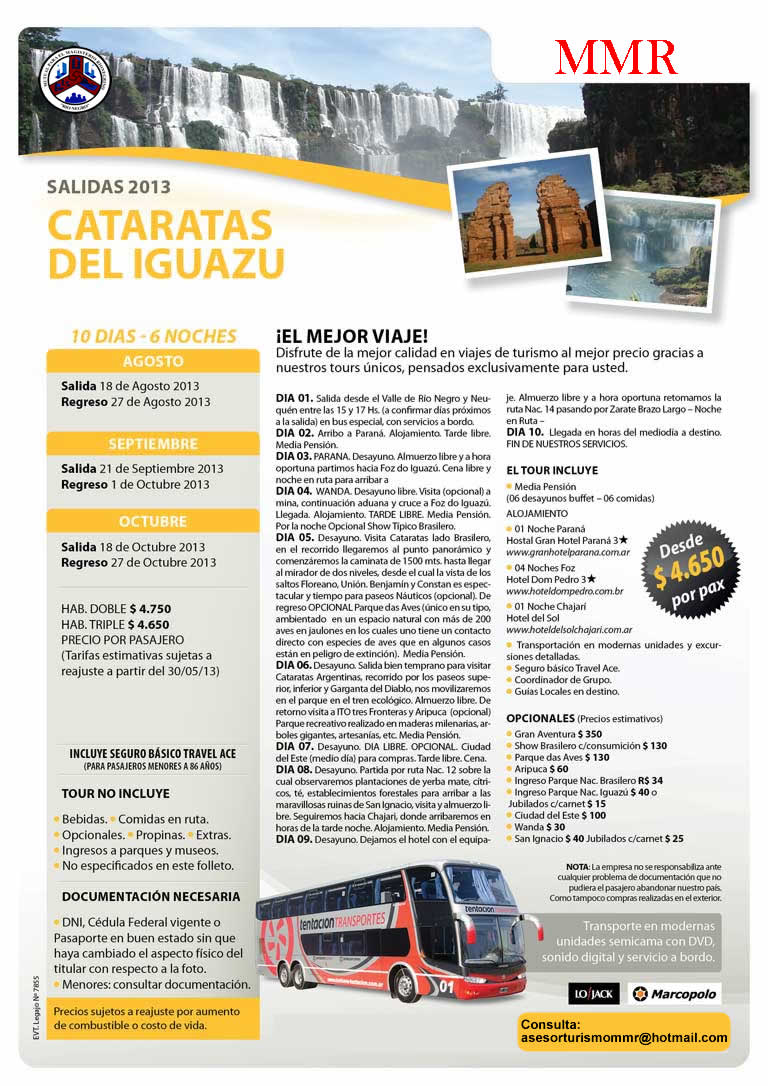 MMR
SALIDAS 2013
CATARATAS
DEL IGUAZU
10 DIAS - 6 NOCHES
AGOSTO
Salida 18 de Agosto 2013
Regreso 27 de Agosto 2013
SEPTIEMBRE
Salida 21 de Septiembre 2013
Regreso 1 de Octubre 2013
OCTUBRE
Salida 18 de Octubre 2013
Regreso 27 de Octubre 2013
HAB. DOBLE $ 4.750
HAB. TRIPLE $ 4.650
PRECIO POR PASAJERO
(Tarifas estimativas sujetas a
reajuste a partir del 30/05/13)
INCLUYE SEGURO BÁSICO TRAVEL ACE
(PARA PASAJEROS MENORES A 86 AÑOS)
TOUR NO INCLUYE
• Bebidas. • Comidas en ruta.
• Opcionales. • Propinas. • Extras.
• Ingresos a parques y museos.
• No especificados en este folleto.
DOCUMENTACIÓN NECESARIA
• DNI, Cédula Federal vigente o
Pasaporte en buen estado sin que
haya cambiado el aspecto físico del
titular con respecto a la foto.
• Menores: consultar documentación.
Precios sujetos a reajuste por aumento
de combustible o costo de vida.
EVT. Legajo Nº 7855
¡EL MEJOR VIAJE!
Disfrute de la mejor calidad en viajes de turismo al mejor precio gracias a
nuestros tours únicos, pensados exclusivamente para usted.
DIA 01. Salida desde el Valle de Río Negro y Neu-
quén entre las 15 y 17 Hs. (a confirmar días próximos
a la salida) en bus especial, con servicios a bordo.
DIA 02. Arribo a Paraná. Alojamiento. Tarde libre.
Media Pensión.
DIA 03. PARANA. Desayuno. Almuerzo libre y a hora
oportuna partimos hacia Foz do Iguazú. Cena libre y
noche en ruta para arribar a
DIA 04. WANDA. Desayuno libre. Visita (opcional) a
mina, continuación aduana y cruce a Foz do Iguazú.
Llegada. Alojamiento. TARDE LIBRE. Media Pensión.
Por la noche Opcional Show Típico Brasilero.
DIA 05. Desayuno. Visita Cataratas lado Brasilero,
en el recorrido llegaremos al punto panorámico y
comenzáremos la caminata de 1500 mts. hasta llegar
al mirador de dos niveles, desde el cual la vista de los
saltos Floreano, Unión. Benjamín y Constan es espec-
tacular y tiempo para paseos Náuticos (opcional). De
regreso OPCIONAL Parque das Aves (único en su tipo,
ambientado en un espacio natural con más de 200
aves en jaulones en los cuales uno tiene un contacto
directo con especies de aves que en algunos casos
están en peligro de extinción). Media Pensión.
DIA 06. Desayuno. Salida bien temprano para visitar
Cataratas Argentinas, recorrido por los paseos supe-
rior, inferior y Garganta del Diablo, nos movilizaremos
en el parque en el tren ecológico. Almuerzo libre. De
retorno visita a ITO tres Fronteras y Aripuca (opcional)
Parque recreativo realizado en maderas milenarias, ar-
boles gigantes, artesanías, etc. Media Pensión.
DIA 07. Desayuno. DIA LIBRE. OPCIONAL. Ciudad
del Este (medio día) para compras. Tarde libre. Cena.
DIA 08. Desayuno. Partida por ruta Nac. 12 sobre la
cual observaremos plantaciones de yerba mate, cítri-
cos, té, establecimientos forestales para arribar a las
maravillosas ruinas de San Ignacio, visita y almuerzo li-
bre. Seguiremos hacia Chajari, donde arribaremos en
horas de la tarde noche. Alojamiento. Media Pensión.
DIA 09. Desayuno. Dejamos el hotel con el equipa-
je. Almuerzo libre y a hora oportuna retomamos la
ruta Nac. 14 pasando por Zarate Brazo Largo – Noche
en Ruta –
DIA 10. Llegada en horas del mediodía a destino.
FIN DE NUESTROS SERVICIOS.
EL TOUR INCLUYE
• Media Pensión
(06 desayunos buffet – 06 comidas)
ALOJAMIENTO
• 01 Noche Paraná
Hostal Gran Hotel Paraná 3★
www.granhotelparana.com.ar
• 04 Noches Foz
Hotel Dom Pedro 3★
www.hoteldompedro.com.br
• 01 Noche Chajarí
Hotel del Sol
www.hoteldelsolchajari.com.ar
• Transportación en modernas unidades y excur-
siones detalladas.
• Seguro básico Travel Ace.
• Coordinador de Grupo.
• Guías Locales en destino.
Desde
$ 4.650
por pax
OPCIONALES (Precios estimativos)
• Gran Aventura $ 350
• Show Brasilero c/consumición $ 130
• Parque das Aves $ 130
• Aripuca $ 60
• Ingreso Parque Nac. Brasilero R$ 34
• Ingreso Parque Nac. Iguazú $ 40 o
Jubilados c/carnet $ 15
• Ciudad del Este $ 100
• Wanda $ 30
• San Ignacio $ 40 Jubilados c/carnet $ 25
NOTA: La empresa no se responsabiliza ante
cualquier problema de documentación que no
pudiera el pasajero abandonar nuestro país.
Como tampoco compras realizadas en el exterior.
tentacion TRANSPORTES
tentacion
01
Transporte en modernas
unidades semicama con DVD,
sonido digital y servicio a bordo.
LO JACK
Marcopolo
Consulta:
asesorturismommr@hotmail.com